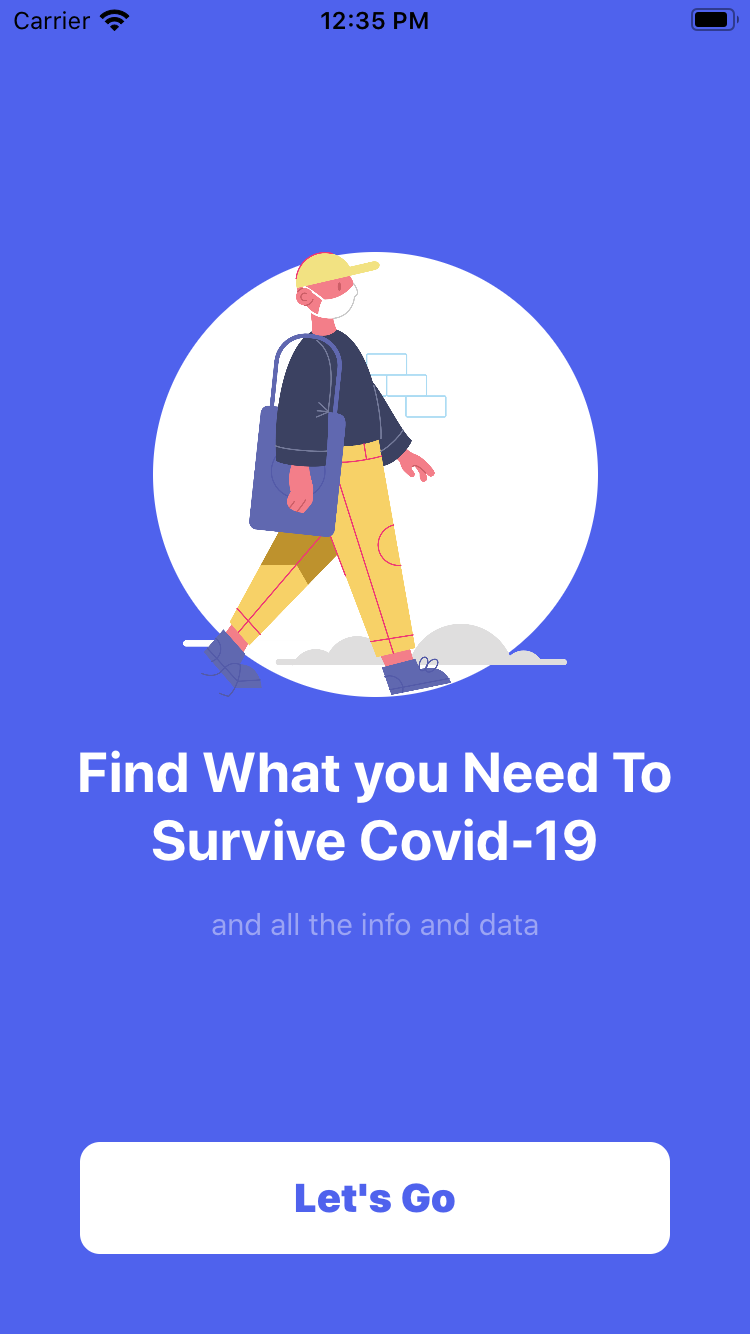 Carrier 12:35 PM
Find What you Need To
Survive Covid-19
and all the info and data
Let's Go